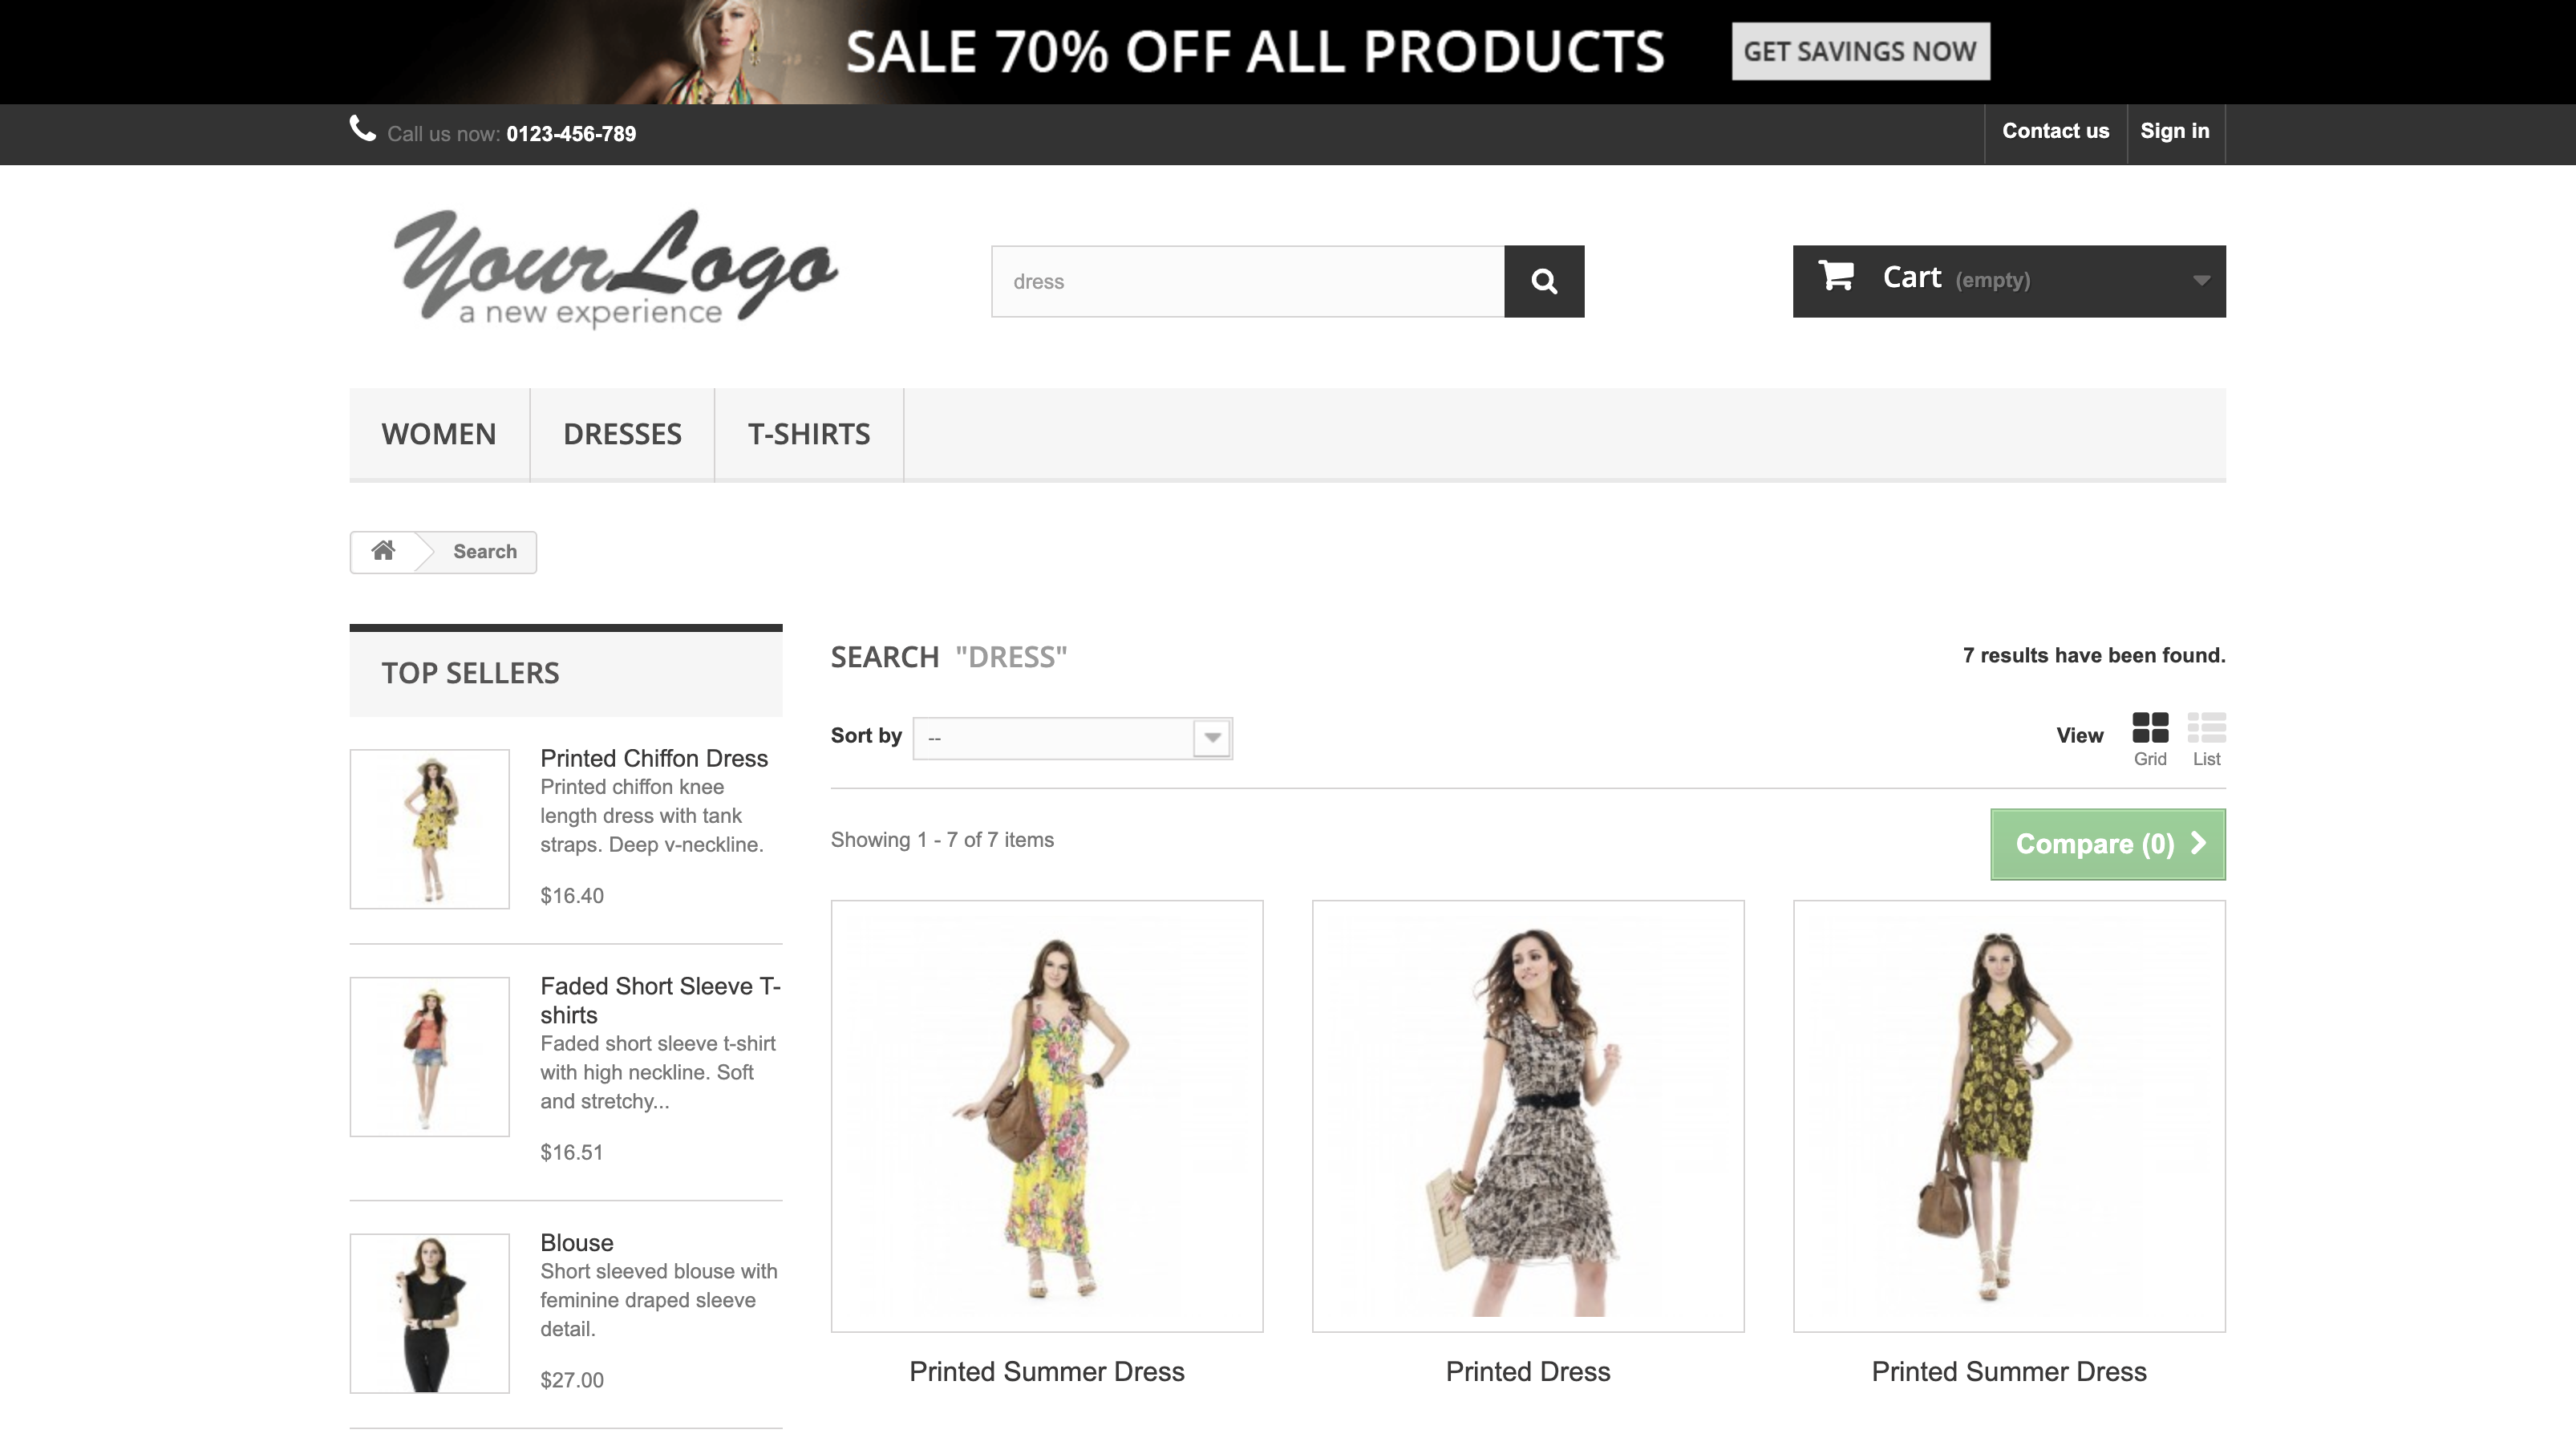 SALE 70% OFF ALL PRODUCTS
GET SAVINGS NOW
Call us now: 0123-456-789
Contact us
Sign in
Your Logo
a new experience
dress
Cart (empty)
WOMEN
DRESSES
T-SHIRTS
Search
TOP SELLERS
Printed Chiffon Dress
Printed chiffon knee
length dress with tank
straps. Deep v-neckline.
$16.40
Faded Short Sleeve T-
shirts
Faded short sleeve t-shirt
with high neckline. Soft
and stretchy...
$16.51
Blouse
Short sleeved blouse with
feminine draped sleeve
detail.
$27.00
SEARCH "DRESS"
7 results have been found.
Sort by
--
View
Grid
List
Showing 1 - 7 of 7 items
Compare (0)
Printed Summer Dress
Printed Dress
Printed Summer Dress